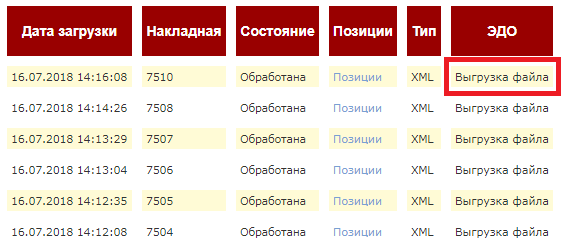 Дата загрузки Накладная Состояние Позиции Тип ЭДО
16.07.2018 14:16:08 7510 Обработана Позиции XML Выгрузка файла
16.07.2018 14:14:26 7508 Обработана Позиции XML Выгрузка файла
16.07.2018 14:13:29 7507 Обработана Позиции XML Выгрузка файла
16.07.2018 14:13:04 7506 Обработана Позиции XML Выгрузка файла
16.07.2018 14:12:35 7505 Обработана Позиции XML Выгрузка файла
16.07.2018 14:12:08 7504 Обработана Позиции XML Выгрузка файла